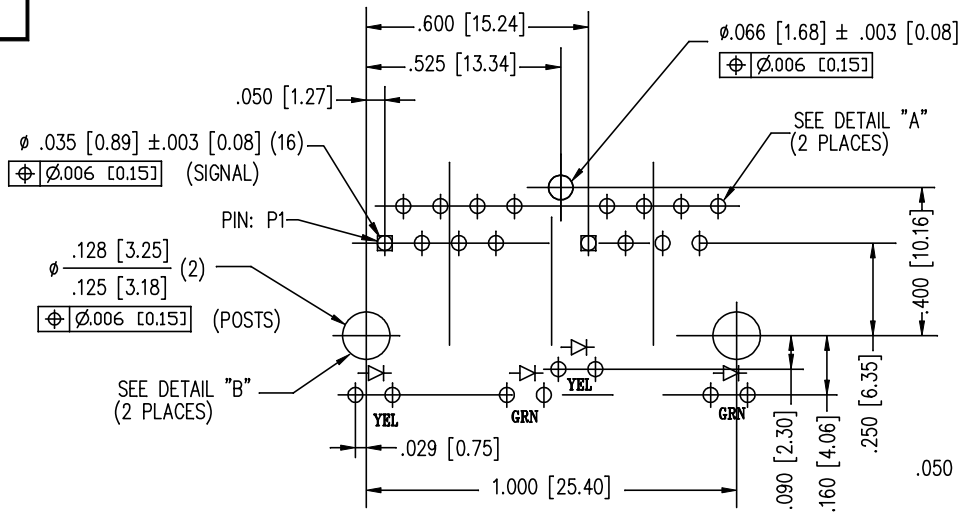 .600 [15.24]
ø.066 [1.68] ± .003 [0.08]
⌖ Ø.006 [0.15]
.525 [13.34]
.050 [1.27]
SEE DETAIL "A"
(2 PLACES)
ø .035 [0.89] ±.003 [0.08] (16)
⌖ Ø.006 [0.15] (SIGNAL)
PIN: P1
ø .128 [3.25] (2)
.125 [3.18]
⌖ Ø.006 [0.15] (POSTS)
.400 [10.16]
SEE DETAIL "B"
(2 PLACES)
YEL
GRN
YEL
GRN
.250 [6.35]
.090 [2.30]
.160 [4.06]
.029 [0.75]
.050
1.000 [25.40]